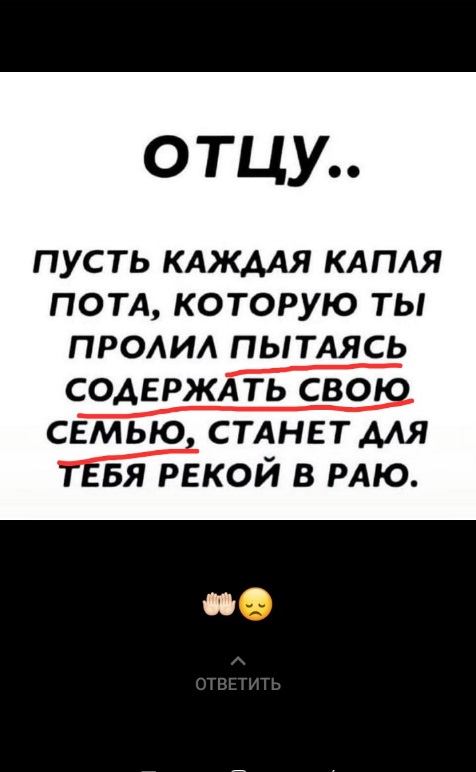 ОТЦУ..
ПУСТЬ КАЖДАЯ КАПЛЯ
ПОТА, КОТОРУЮ ТЫ
ПРОЛИЛ ПЫТАЯСЬ
СОДЕРЖАТЬ СВОЮ
СЕМЬЮ, СТАНЕТ ДЛЯ
ТЕБЯ РЕКОЙ В РАЮ.
🤲🏻😞
ОТВЕТИТЬ